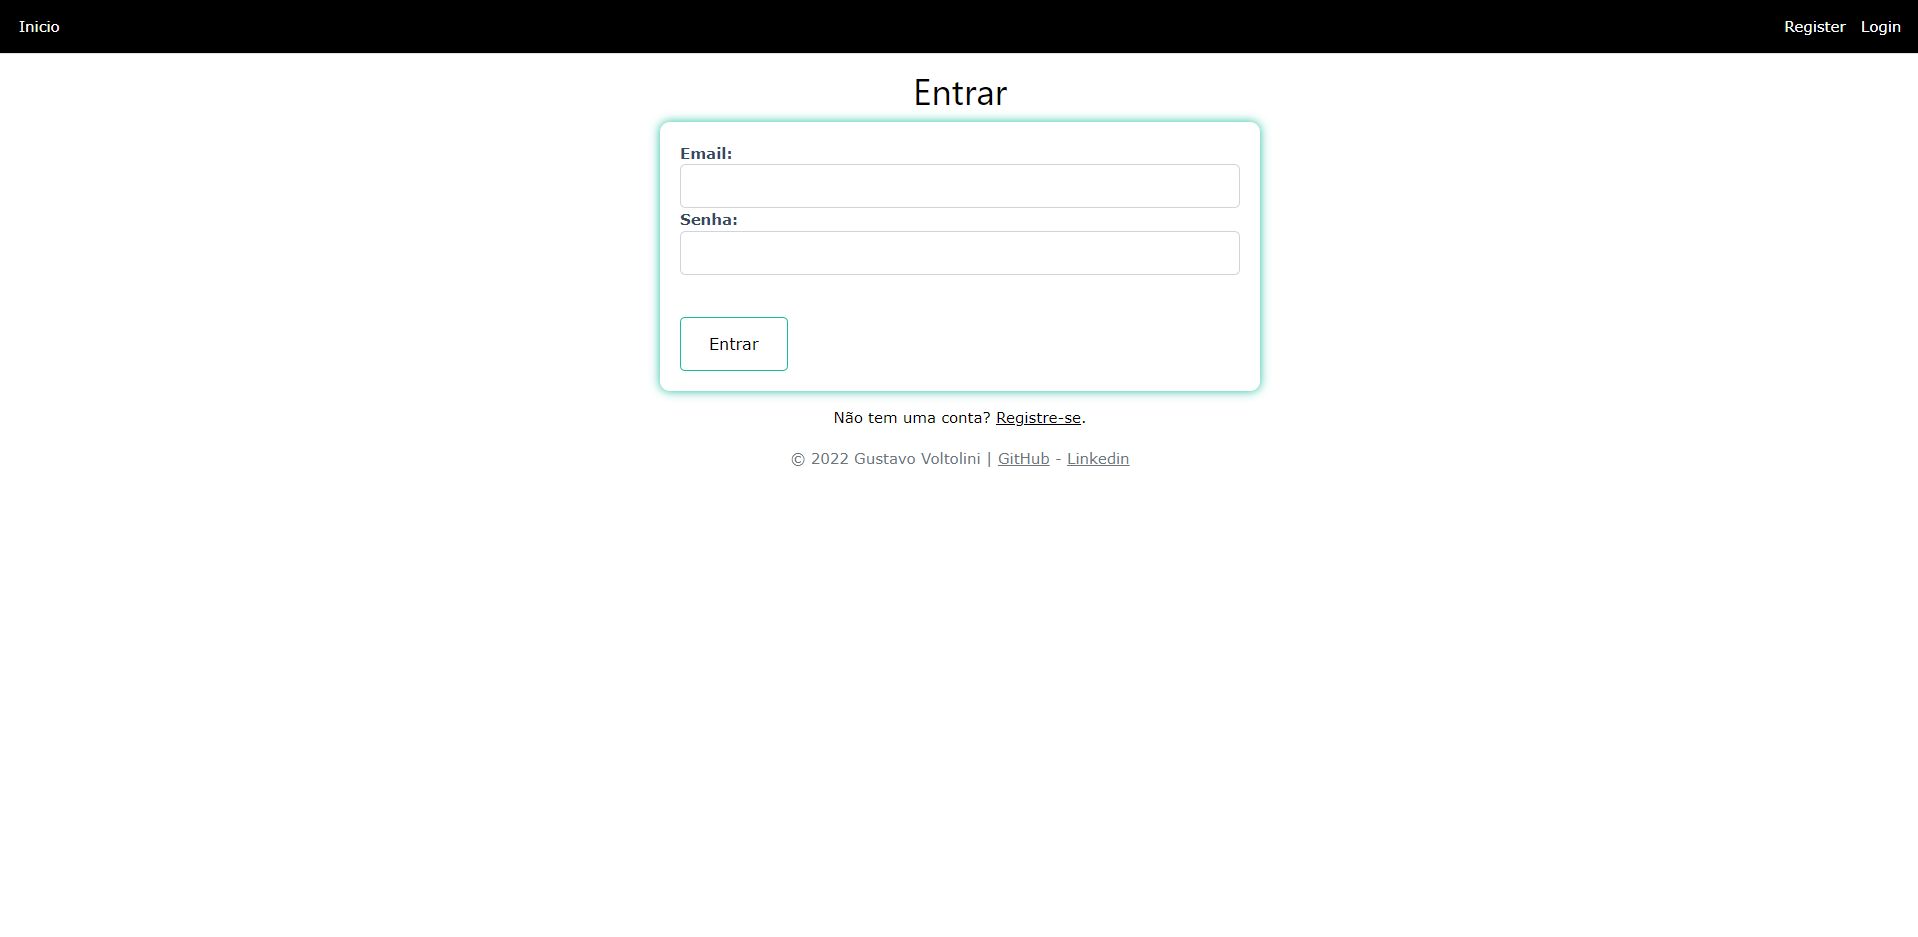 Inicio Register Login
Entrar
Email:
Senha:
Entrar
Não tem uma conta? Registre-se.
© 2022 Gustavo Voltolini | GitHub - Linkedin